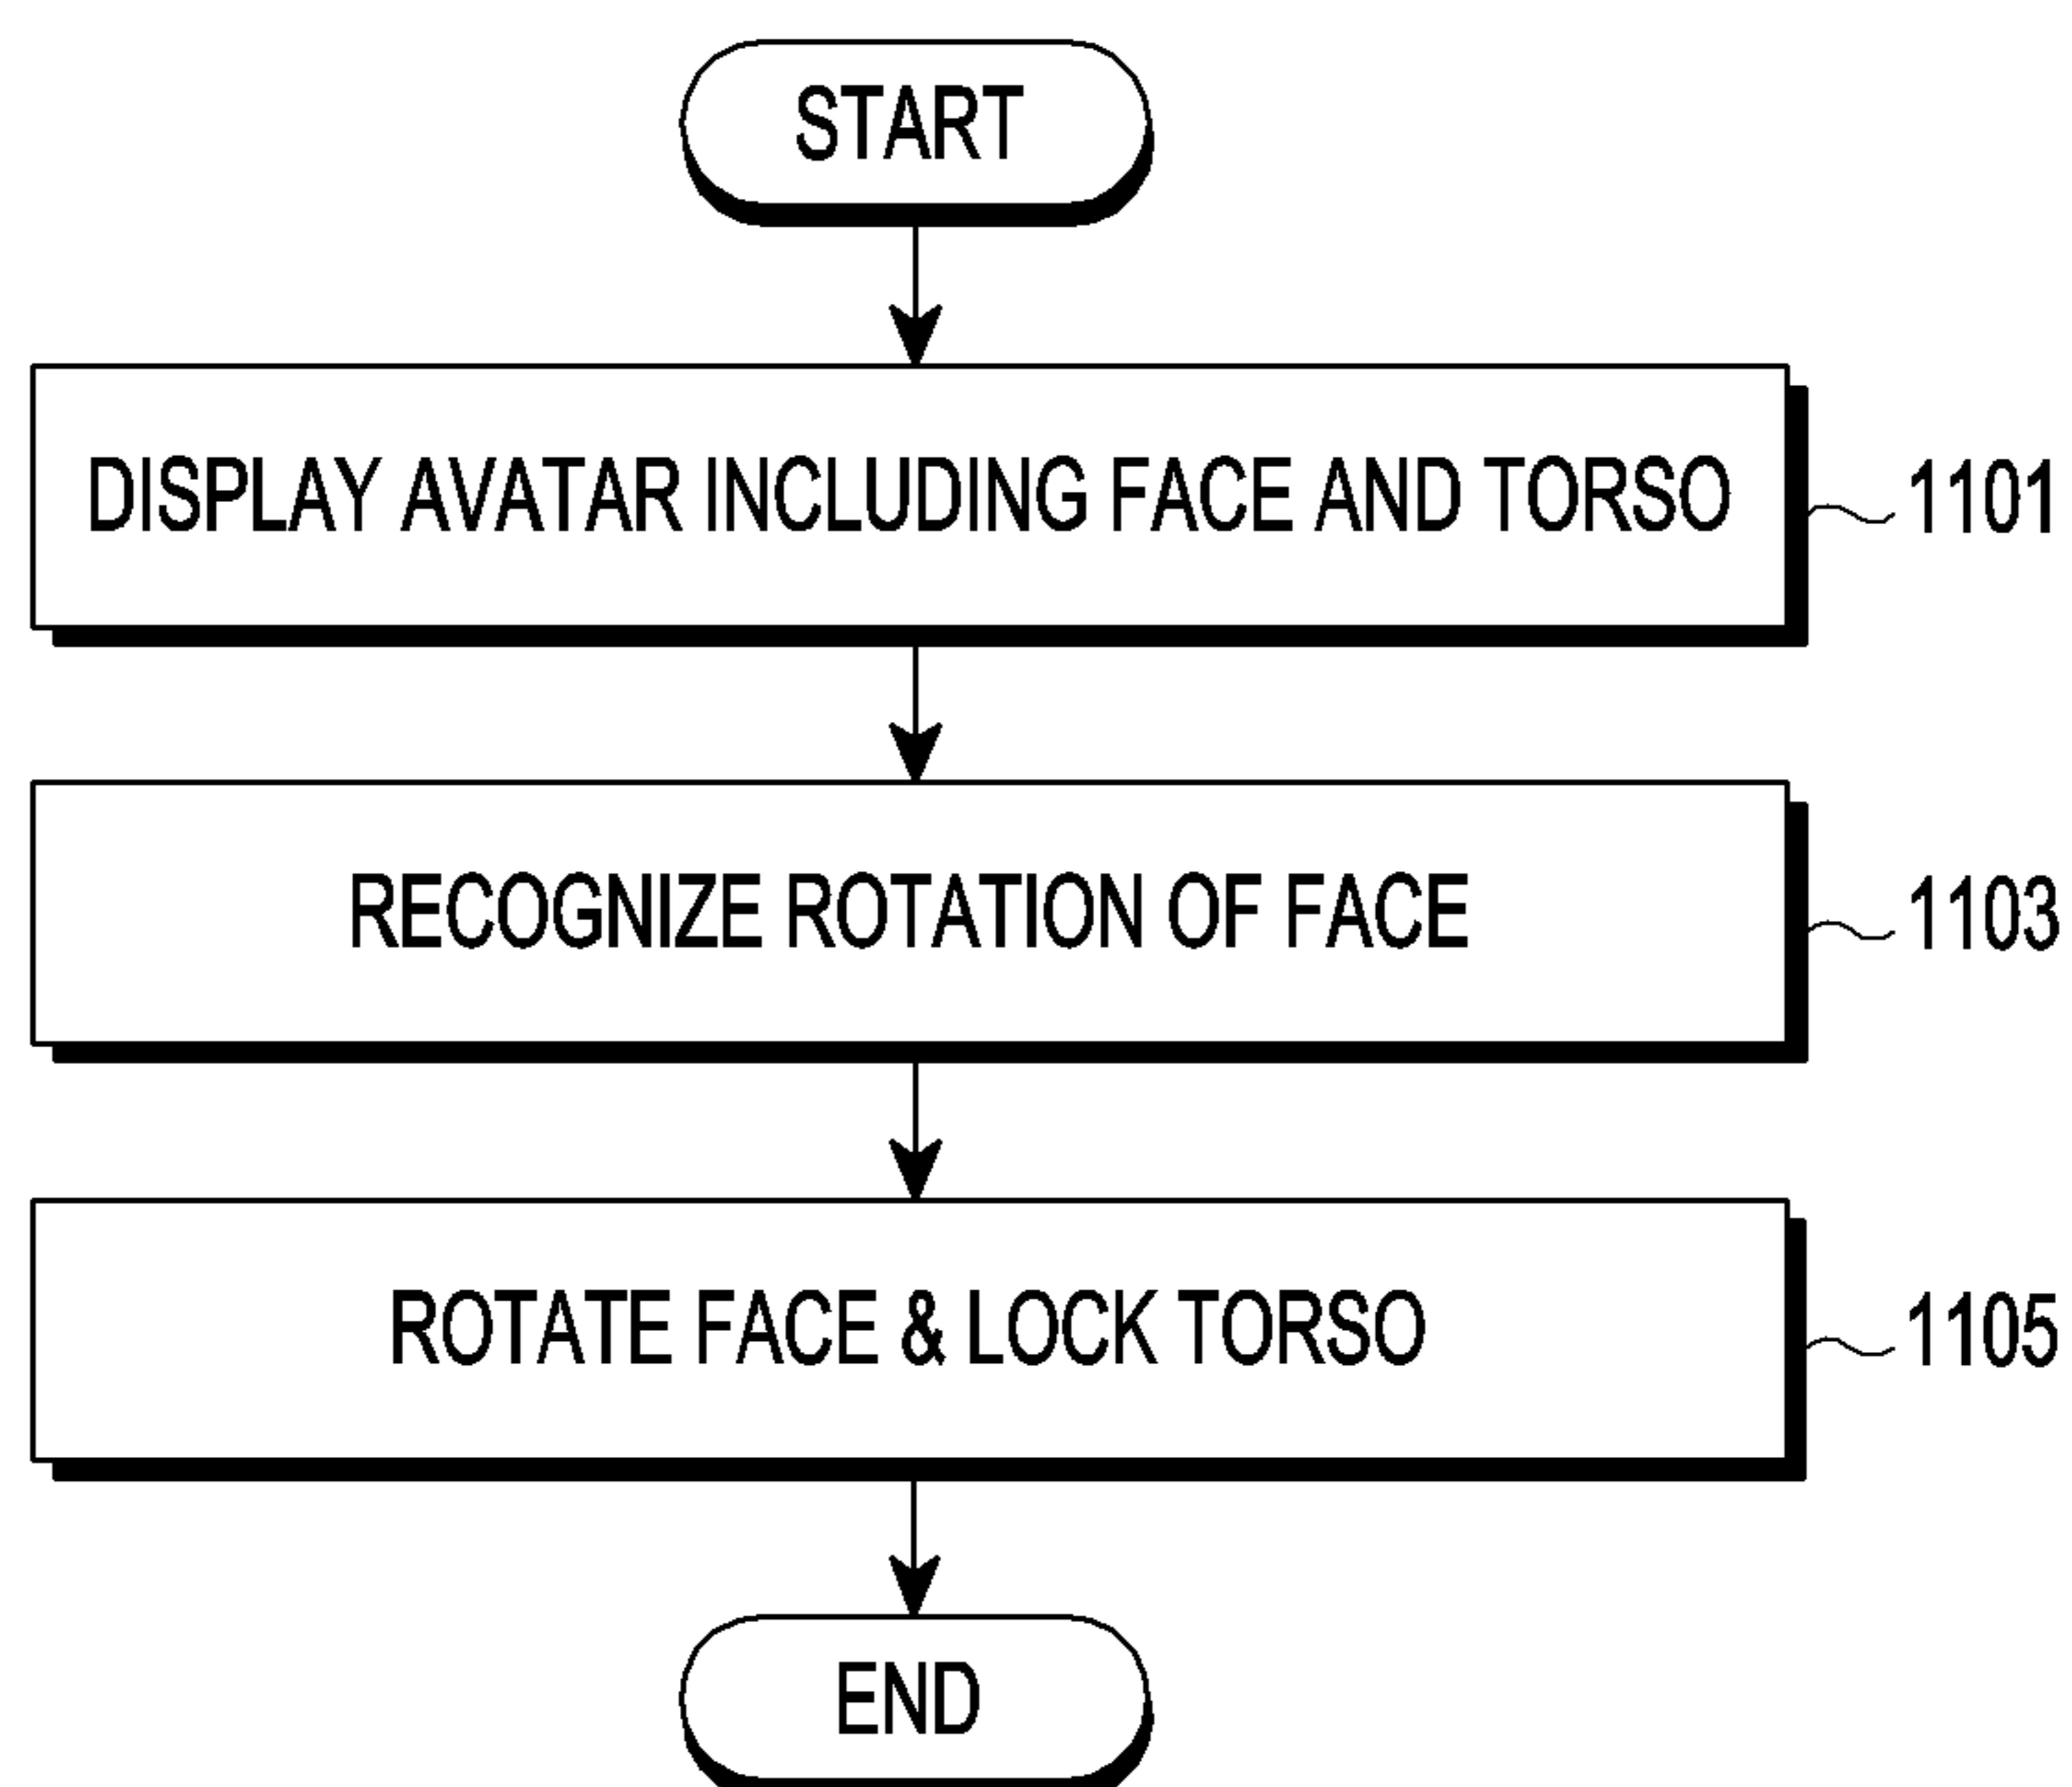 START
DISPLAY AVATAR INCLUDING FACE AND TORSO
1101
RECOGNIZE ROTATION OF FACE
1103
ROTATE FACE & LOCK TORSO
1105
END